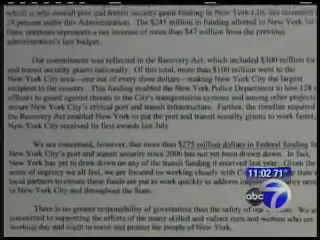 which is why overall port and transit security grant funding in New York City has increased
14 percent under this Administration. The $245 million in funding allotted to New York for
these purposes represents a net increase of more than $47 million from the previous
administration's last budget.
Our commitment was reflected in the Recovery Act, which included $300 million for
and transit security grants nationally. Of this total, more than $100 million went to the
New York City area—one out of every three dollars—making New York City the largest
recipient in the country. This funding enabled the New York Police Department to hire 128
officers to guard against threats to the City's transportation systems and among other projects
secure New York City's critical port and transit infrastructure. Further, the timeline required
the Recovery Act enabled New York to put the port and transit security grants to work faster,
New York City received its first awards last July.
We are concerned, however, that more than $275 million dollars in Federal funding
New York City's port and transit security since 2006 has not yet been drawn down. In fact,
New York has yet to draw down on any of the transit funding it received last year. Given the
sense of urgency we all feel, we are focused on working closely with
local partners to ensure these funds are put to work quickly to address
in New York City and throughout the State.
There is no greater responsibility of government than the safety of our
committed to supporting the efforts of the many skilled and valiant men and women who are
working day and night to serve and protect the people of New York.
11:02 71°
abc 7